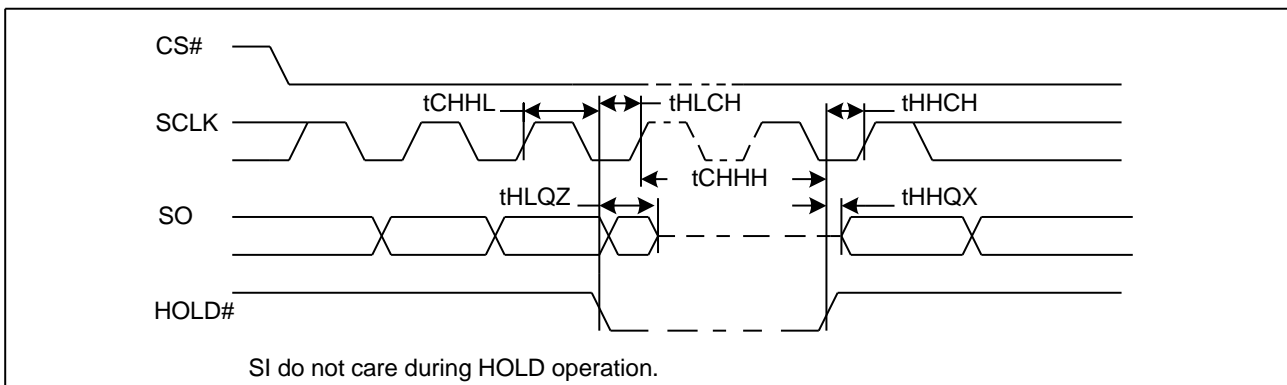 CS#
tCHHL
tHLCH
tHHCH
SCLK
tCHHH
tHLQZ
tHHQX
SO
HOLD#
SI do not care during HOLD operation.